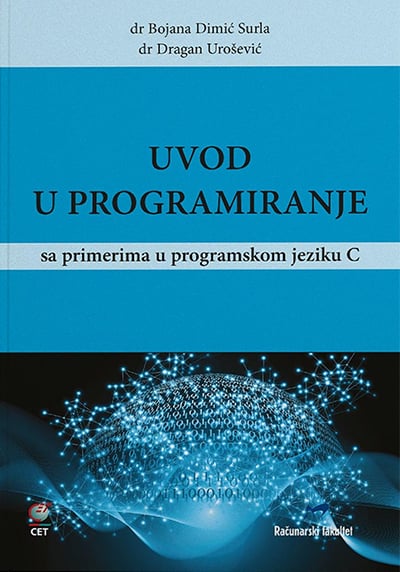 dr Bojana Dimić Surla
dr Dragan Urošević
UVOD
U PROGRAMIRANJE
sa primerima u programskom jeziku C
CET
Računarski fakultet